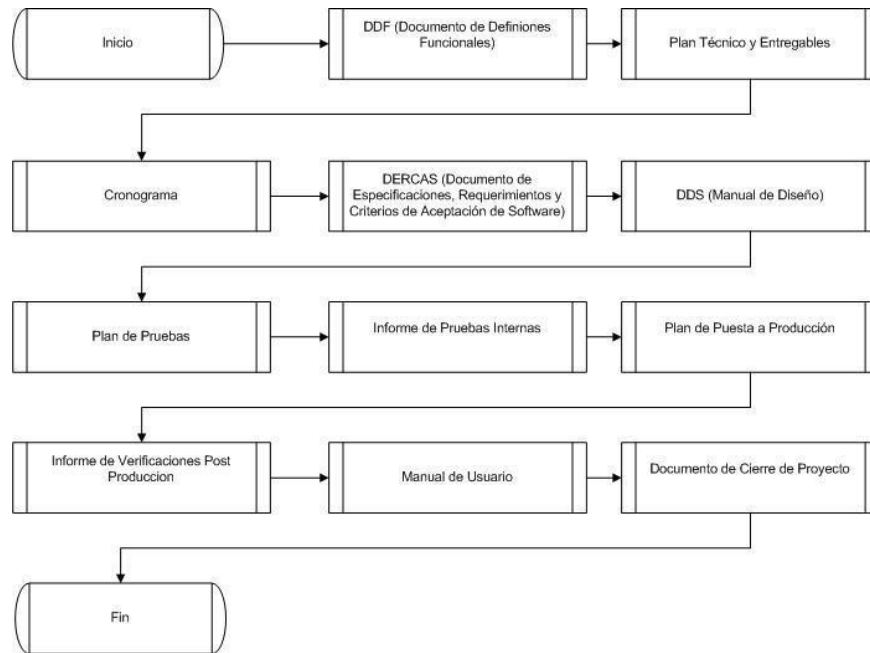 Inicio
DDF (Documento de Definiones
Funcionales)
Plan Técnico y Entregables
Cronograma
DERCAS (Documento de
Especificaciones, Requerimientos y
Criterios de Aceptación de Software)
DDS (Manual de Diseño)
Plan de Pruebas
Informe de Pruebas Internas
Plan de Puesta a Producción
Informe de Verificaciones Post
Produccion
Manual de Usuario
Documento de Cierre de Proyecto
Fin